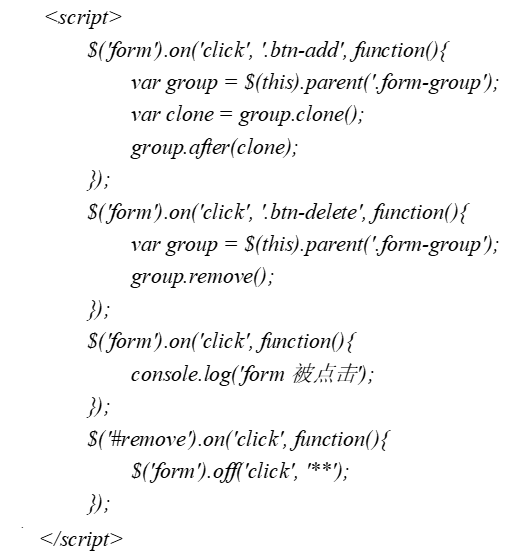 <script>
$('form').on('click', '.btn-add', function(){
var group = $(this).parent('.form-group');
var clone = group.clone();
group.after(clone);
});
$('form').on('click', '.btn-delete', function(){
var group = $(this).parent('.form-group');
group.remove();
});
$('form').on('click', function(){
console.log('form 被点击');
});
$('#remove').on('click', function(){
$('form').off('click', '**');
});
</script>